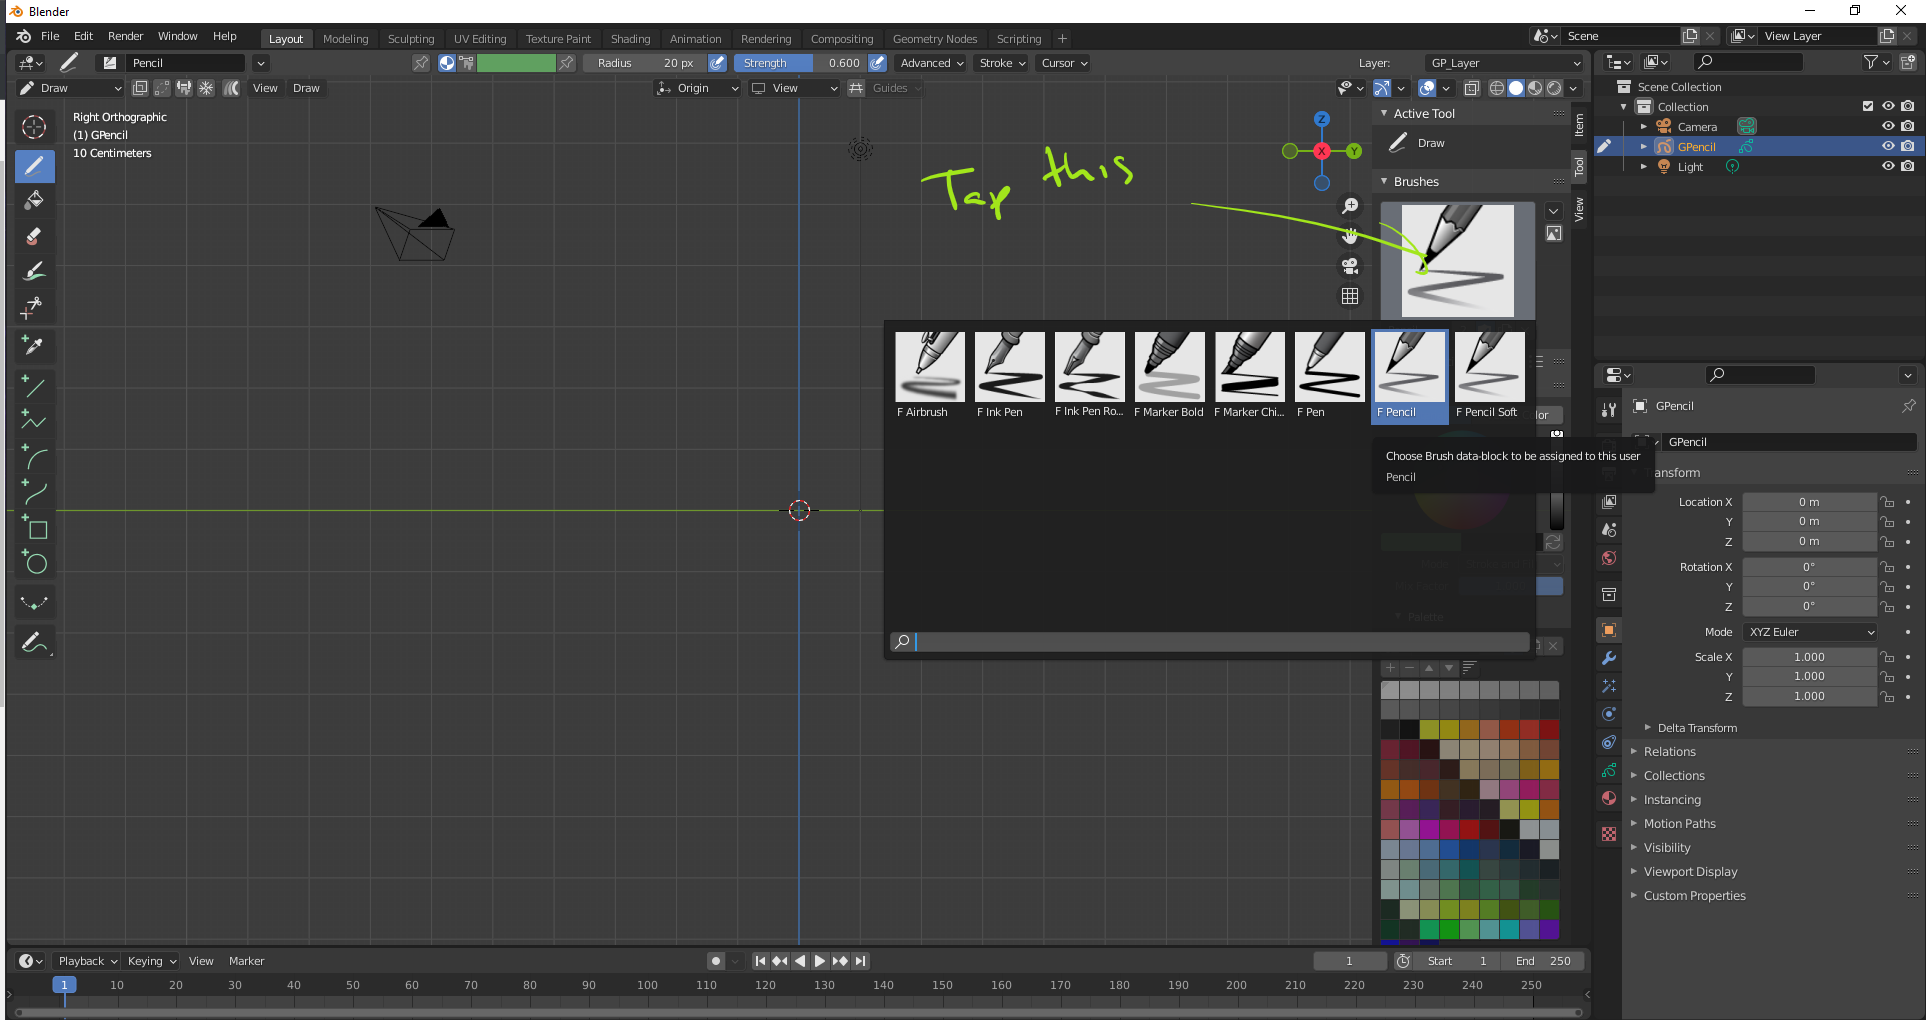 Blender
File Edit Render Window Help Layout Modeling Sculpting UV Editing Texture Paint Shading Animation Rendering Compositing Geometry Nodes Scripting + Scene View Layer
Pencil Radius 20 px Strength 0.600 Advanced Stroke Cursor Layer: GP_Layer
Draw View Draw Origin View Guides
Right Orthographic
(1) GPencil
10 Centimeters
Tap this
Z
X
Y
Active Tool
Draw
Brushes
Item
Tool
View
F Airbrush F Ink Pen F Ink Pen Ro... F Marker Bold F Marker Chi... F Pen F Pencil F Pencil Soft
lor
Choose Brush data-block to be assigned to this user
Pencil
Palette
Scene Collection
Collection
Camera
GPencil
Light
GPencil
GPencil
Transform
Location X 0 m
Y 0 m
Z 0 m
Rotation X 0°
Y 0°
Z 0°
Mode XYZ Euler
Scale X 1.000
Y 1.000
Z 1.000
Delta Transform
Relations
Collections
Instancing
Motion Paths
Visibility
Viewport Display
Custom Properties
Playback Keying View Marker 1 Start 1 End 250
1 10 20 30 40 50 60 70 80 90 100 110 120 130 140 150 160 170 180 190 200 210 220 230 240 250